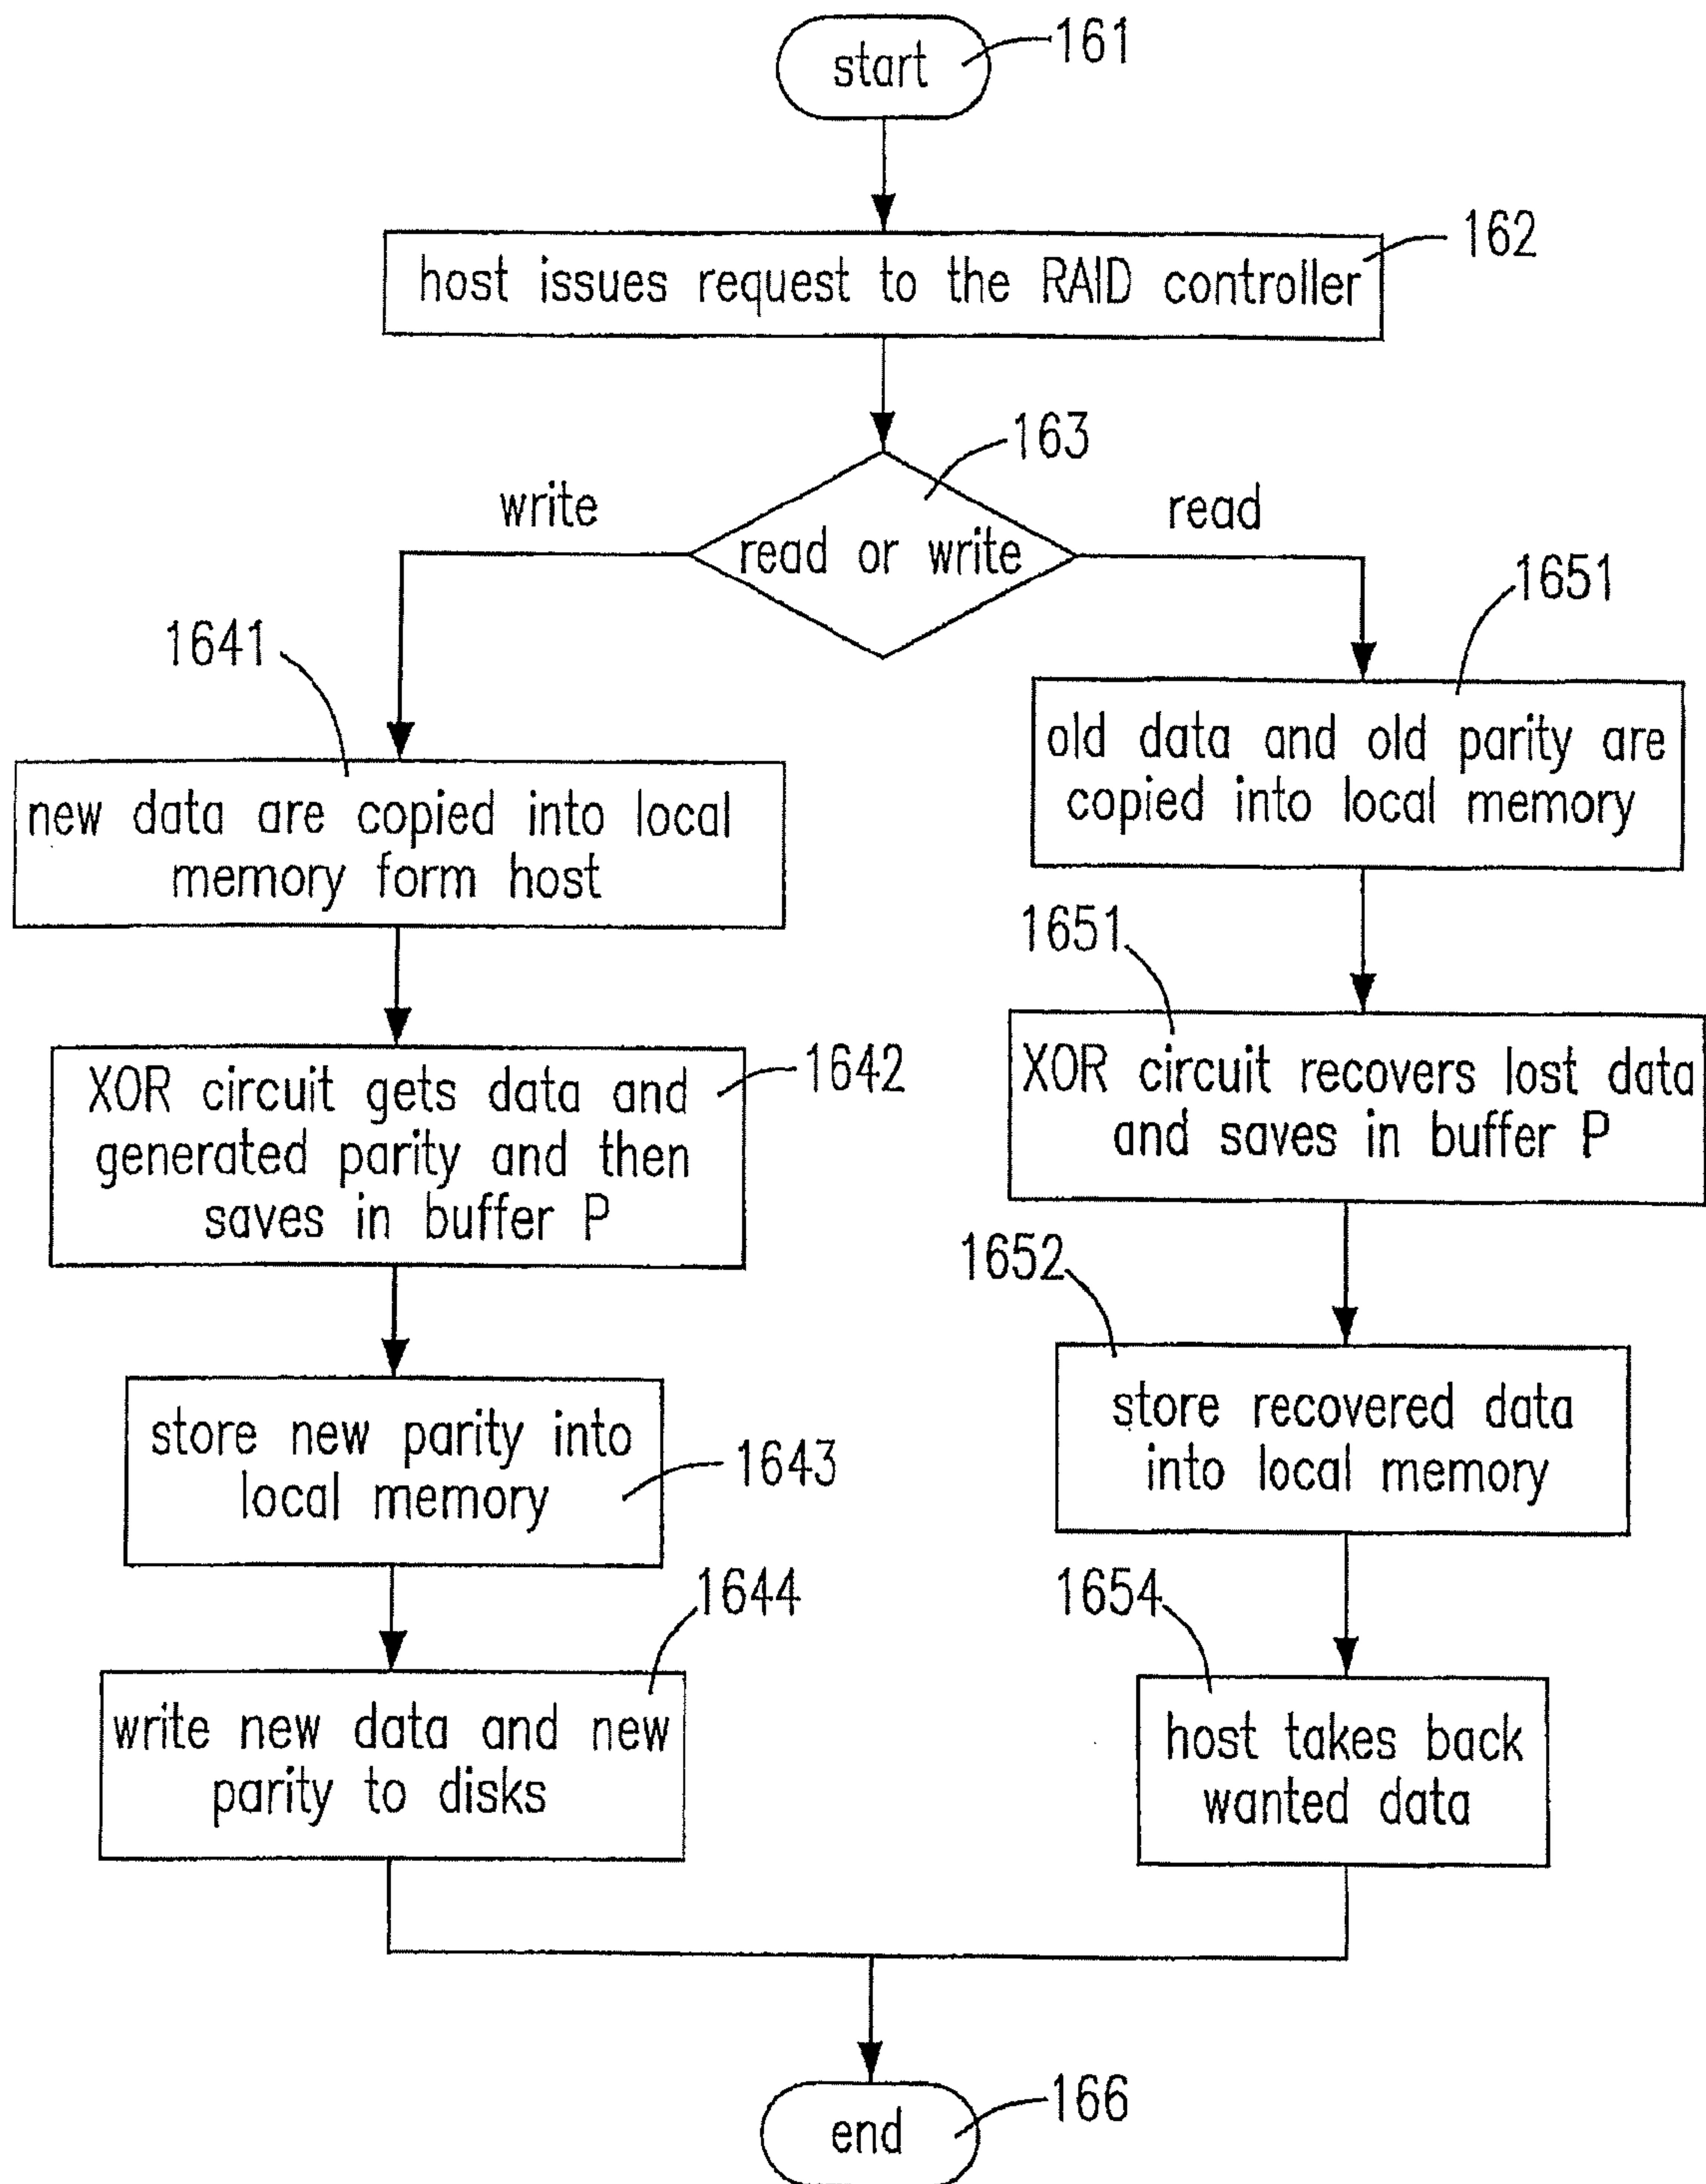 start
161
host issues request to the RAID controller
162
163
read or write
write
read
1641
new data are copied into local
memory form host
1642
XOR circuit gets data and
generated parity and then
saves in buffer P
store new parity into
local memory
1643
1644
write new data and new
parity to disks
1651
old data and old parity are
copied into local memory
1651
XOR circuit recovers lost data
and saves in buffer P
1652
store recovered data
into local memory
1654
host takes back
wanted data
end
166